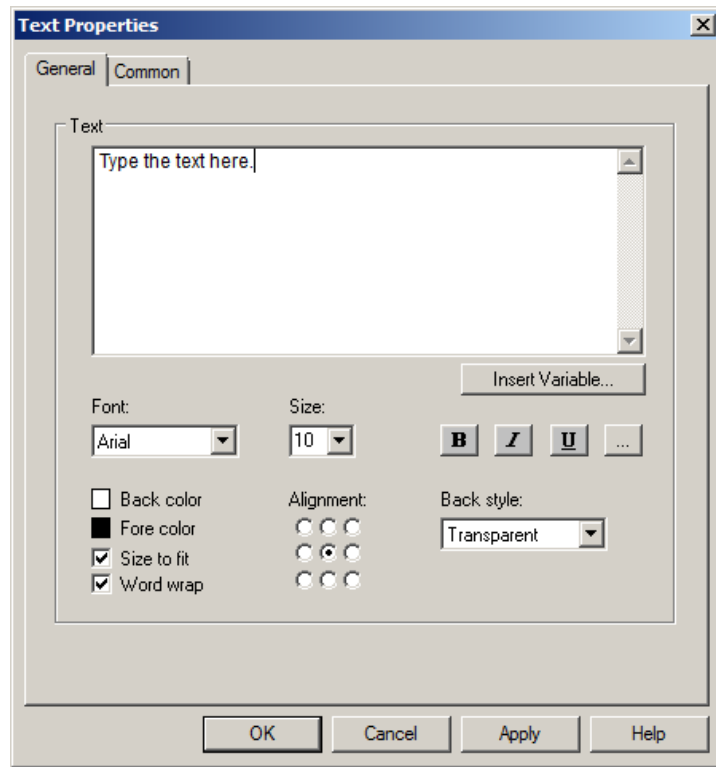 Text Properties
General Common
Text
Type the text here.
Insert Variable...
Font: Size:
Arial 10 B I U ...
Back color Alignment: Back style:
Fore color
Transparent
Size to fit
Word wrap
OK Cancel Apply Help